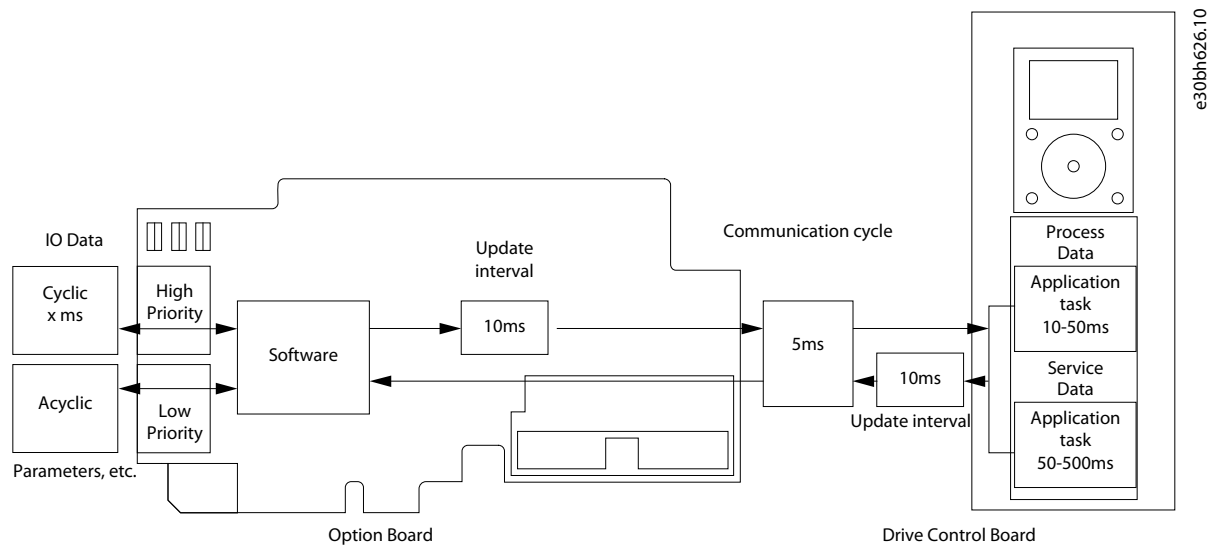 e30bh626.10
IO Data
Cyclic
x ms
High
Priority
Acyclic
Low
Priority
Parameters, etc.
Software
Update
interval
10ms
Communication cycle
5ms
10ms
Update interval
Process
Data
Application
task
10-50ms
Service
Data
Application
task
50-500ms
Option Board
Drive Control Board